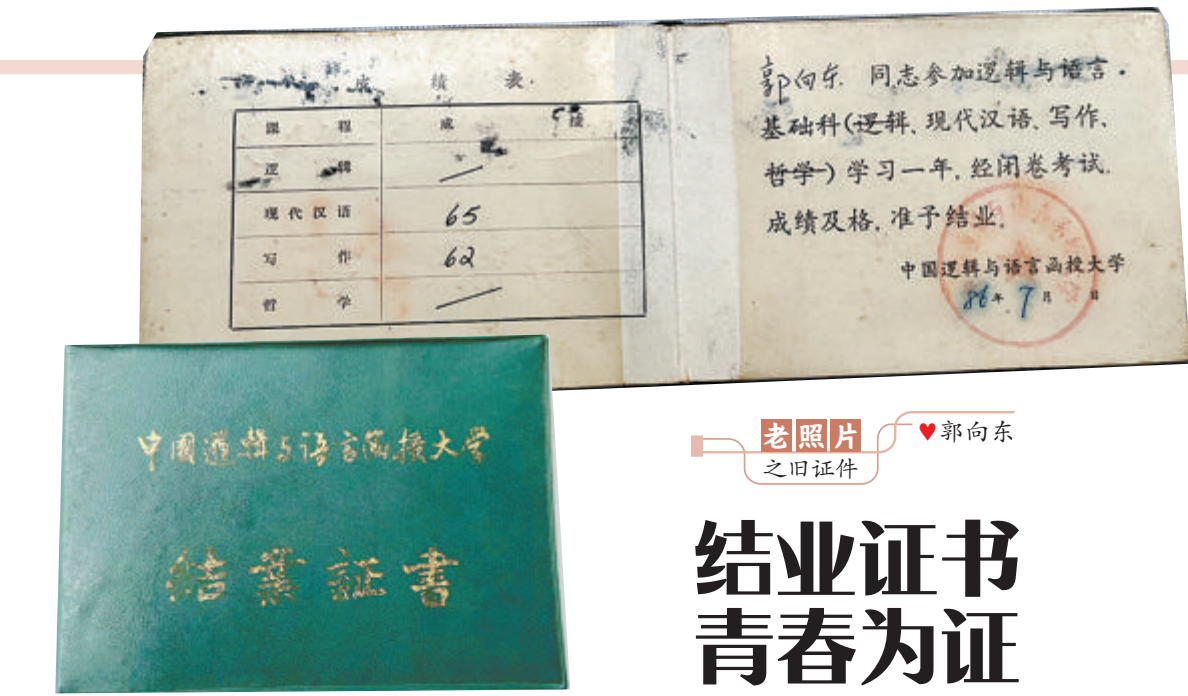 成 绩 表.
课 程 成 绩
逻 辑
现代汉语 65
写 作 62
哲 学
郭向东 同志参加逻辑与语言
基础科(逻辑、现代汉语、写作、
哲学)学习一年,经闭卷考试,
成绩及格,准予结业。
中国逻辑与语言函授大学
86年7月 日
中國邏輯与语言函授大学
结業証書
老照片
之旧证件
♥郭向东
结业证书
青春为证